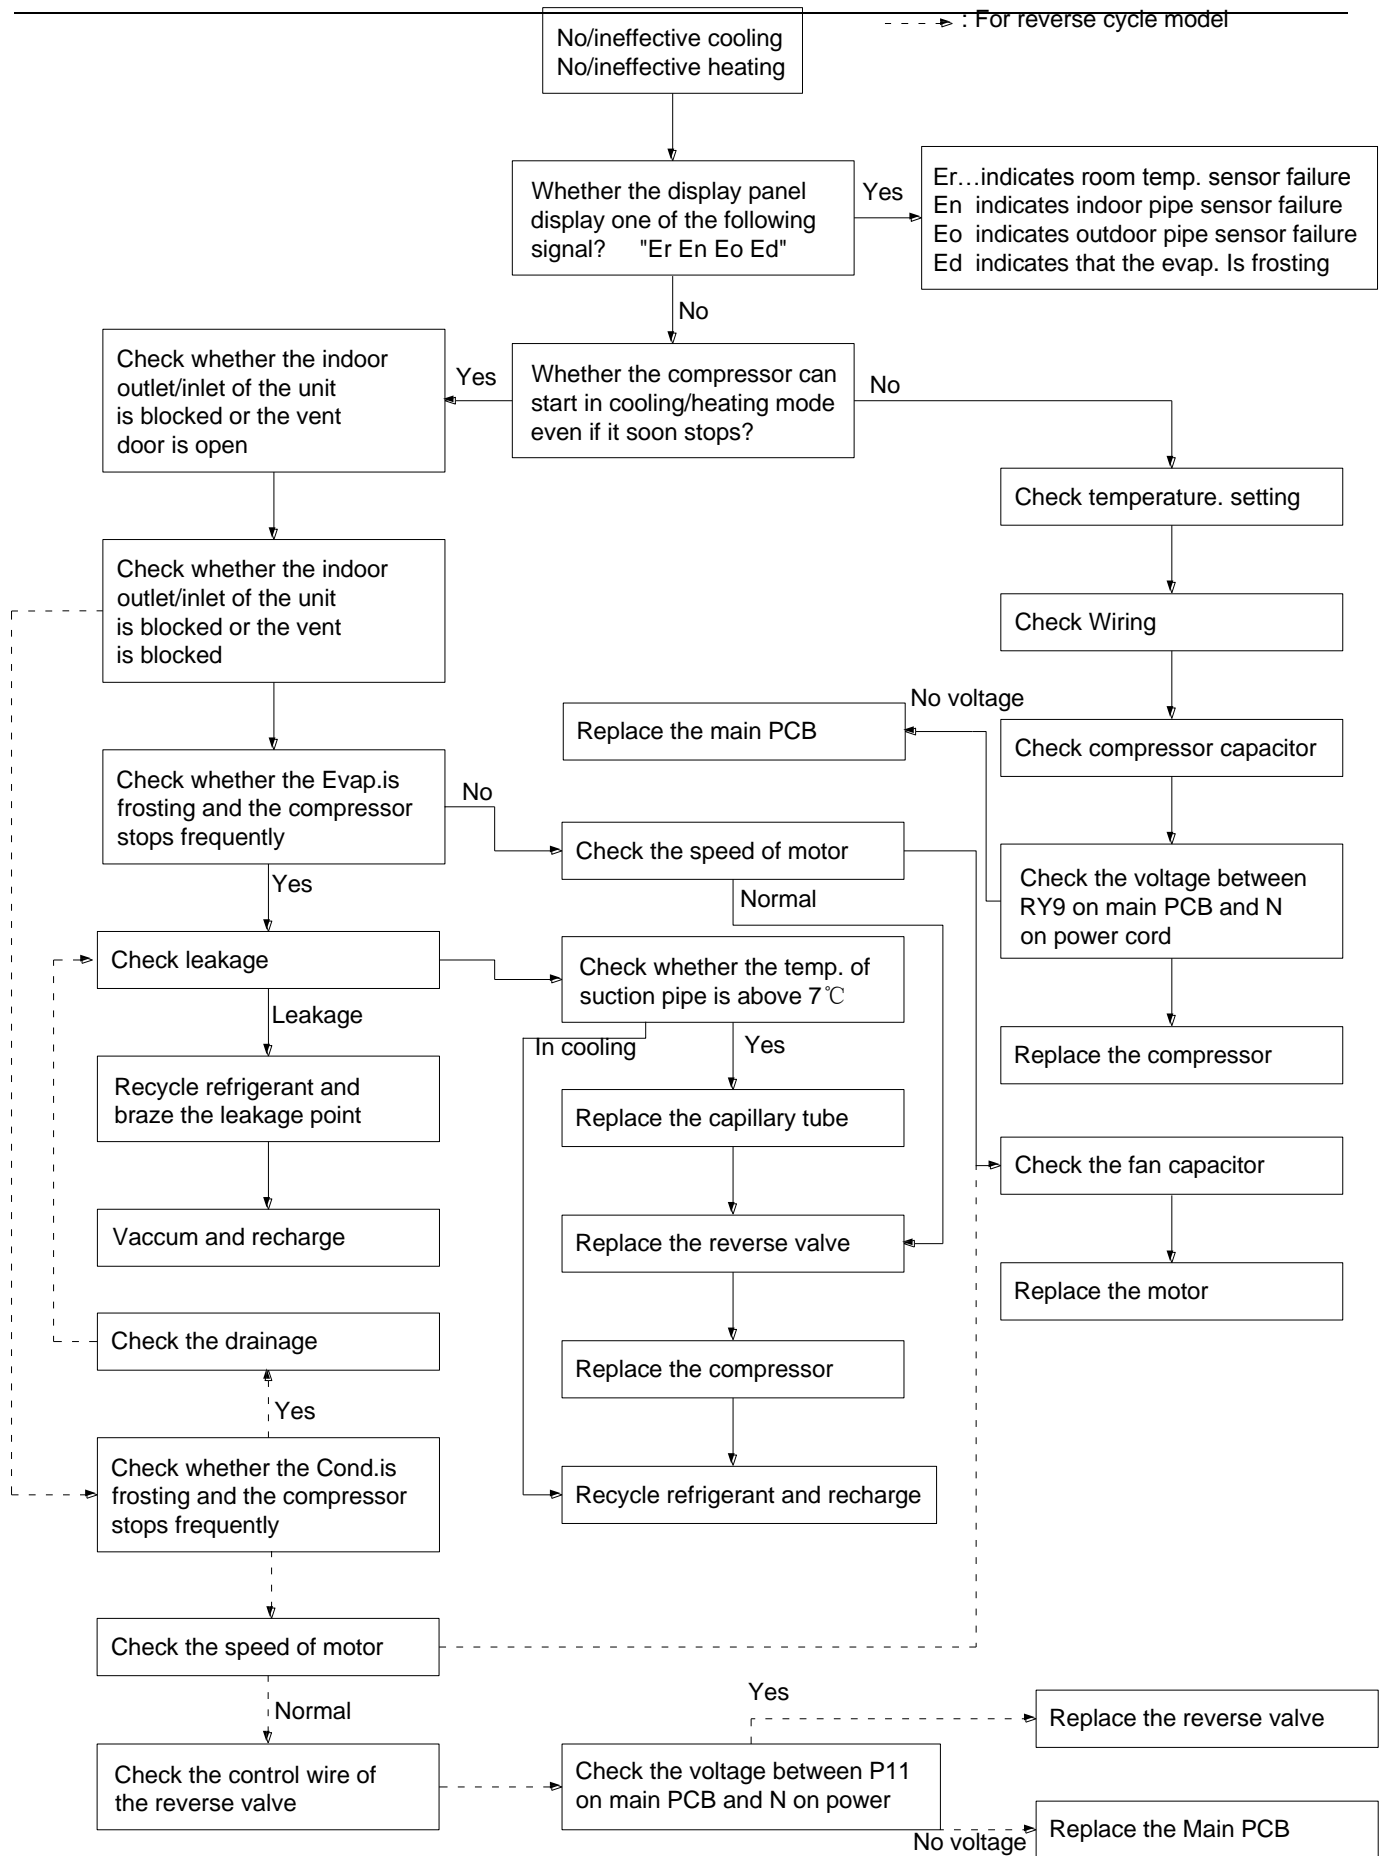 : For reverse cycle model
No/ineffective cooling
No/ineffective heating
Whether the display panel
display one of the following
signal? "Er En Eo Ed"
Yes
Er…indicates room temp. sensor failure
En indicates indoor pipe sensor failure
Eo indicates outdoor pipe sensor failure
Ed indicates that the evap. Is frosting
No
Check whether the indoor
outlet/inlet of the unit
is blocked or the vent
door is open
Yes
Whether the compressor can
start in cooling/heating mode
even if it soon stops?
No
Check temperature. setting
Check whether the indoor
outlet/inlet of the unit
is blocked or the vent
is blocked
Check Wiring
No voltage
Replace the main PCB
Check compressor capacitor
Check whether the Evap.is
frosting and the compressor
stops frequently
No
Check the speed of motor
Yes
Normal
Check the voltage between
RY9 on main PCB and N
on power cord
Check leakage
Check whether the temp. of
suction pipe is above 7℃
Leakage
In cooling
Yes
Replace the compressor
Recycle refrigerant and
braze the leakage point
Replace the capillary tube
Check the fan capacitor
Vaccum and recharge
Replace the reverse valve
Replace the motor
Check the drainage
Replace the compressor
Yes
Check whether the Cond.is
frosting and the compressor
stops frequently
Recycle refrigerant and recharge
Check the speed of motor
Normal
Yes
Replace the reverse valve
Check the control wire of
the reverse valve
Check the voltage between P11
on main PCB and N on power
No voltage
Replace the Main PCB